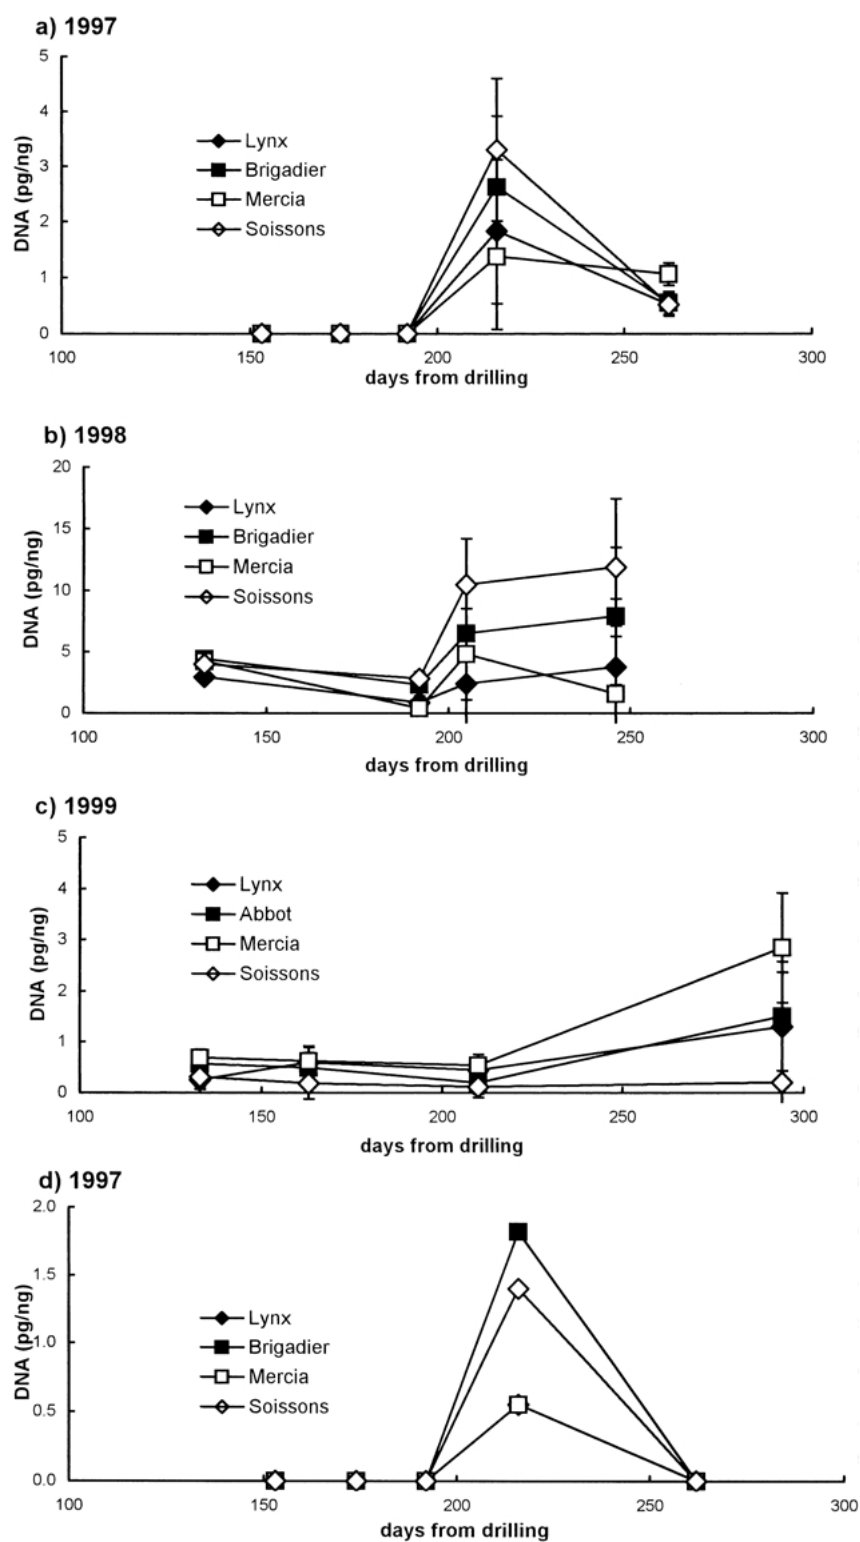 a) 1997
5
4
3
2
1
0
DNA (pg/ng)
Lynx
Brigadier
Mercia
Soissons
100 150 200 250 300
days from drilling
b) 1998
20
15
10
5
0
DNA (pg/ng)
Lynx
Brigadier
Mercia
Soissons
100 150 200 250 300
days from drilling
c) 1999
5
4
3
2
1
0
DNA (pg/ng)
Lynx
Abbot
Mercia
Soissons
100 150 200 250 300
days from drilling
d) 1997
2.0
1.5
1.0
0.5
0.0
DNA (pg/ng)
Lynx
Brigadier
Mercia
Soissons
100 150 200 250 300
days from drilling